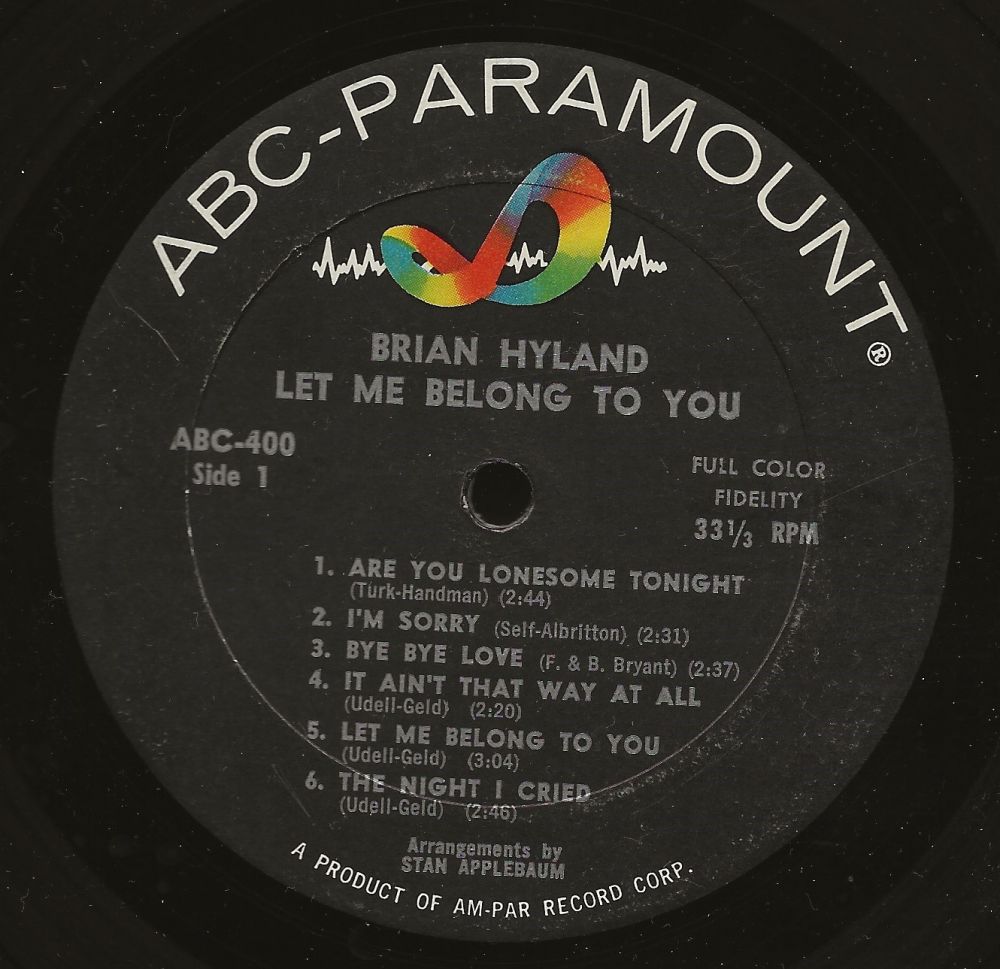 ABC-PARAMOUNT®
BRIAN HYLAND
LET ME BELONG TO YOU
ABC-400
Side 1
FULL COLOR
FIDELITY
33⅓ RPM
1. ARE YOU LONESOME TONIGHT
(Turk-Handman) (2:44)
2. I'M SORRY (Self-Albritton) (2:31)
3. BYE BYE LOVE (F. & B. Bryant) (2:37)
4. IT AIN'T THAT WAY AT ALL
(Udell-Geld) (2:20)
5. LET ME BELONG TO YOU
(Udell-Geld) (3:04)
6. THE NIGHT I CRIED
(Udell-Geld) (2:46)
Arrangements by
STAN APPLEBAUM
A PRODUCT OF AM-PAR RECORD CORP.